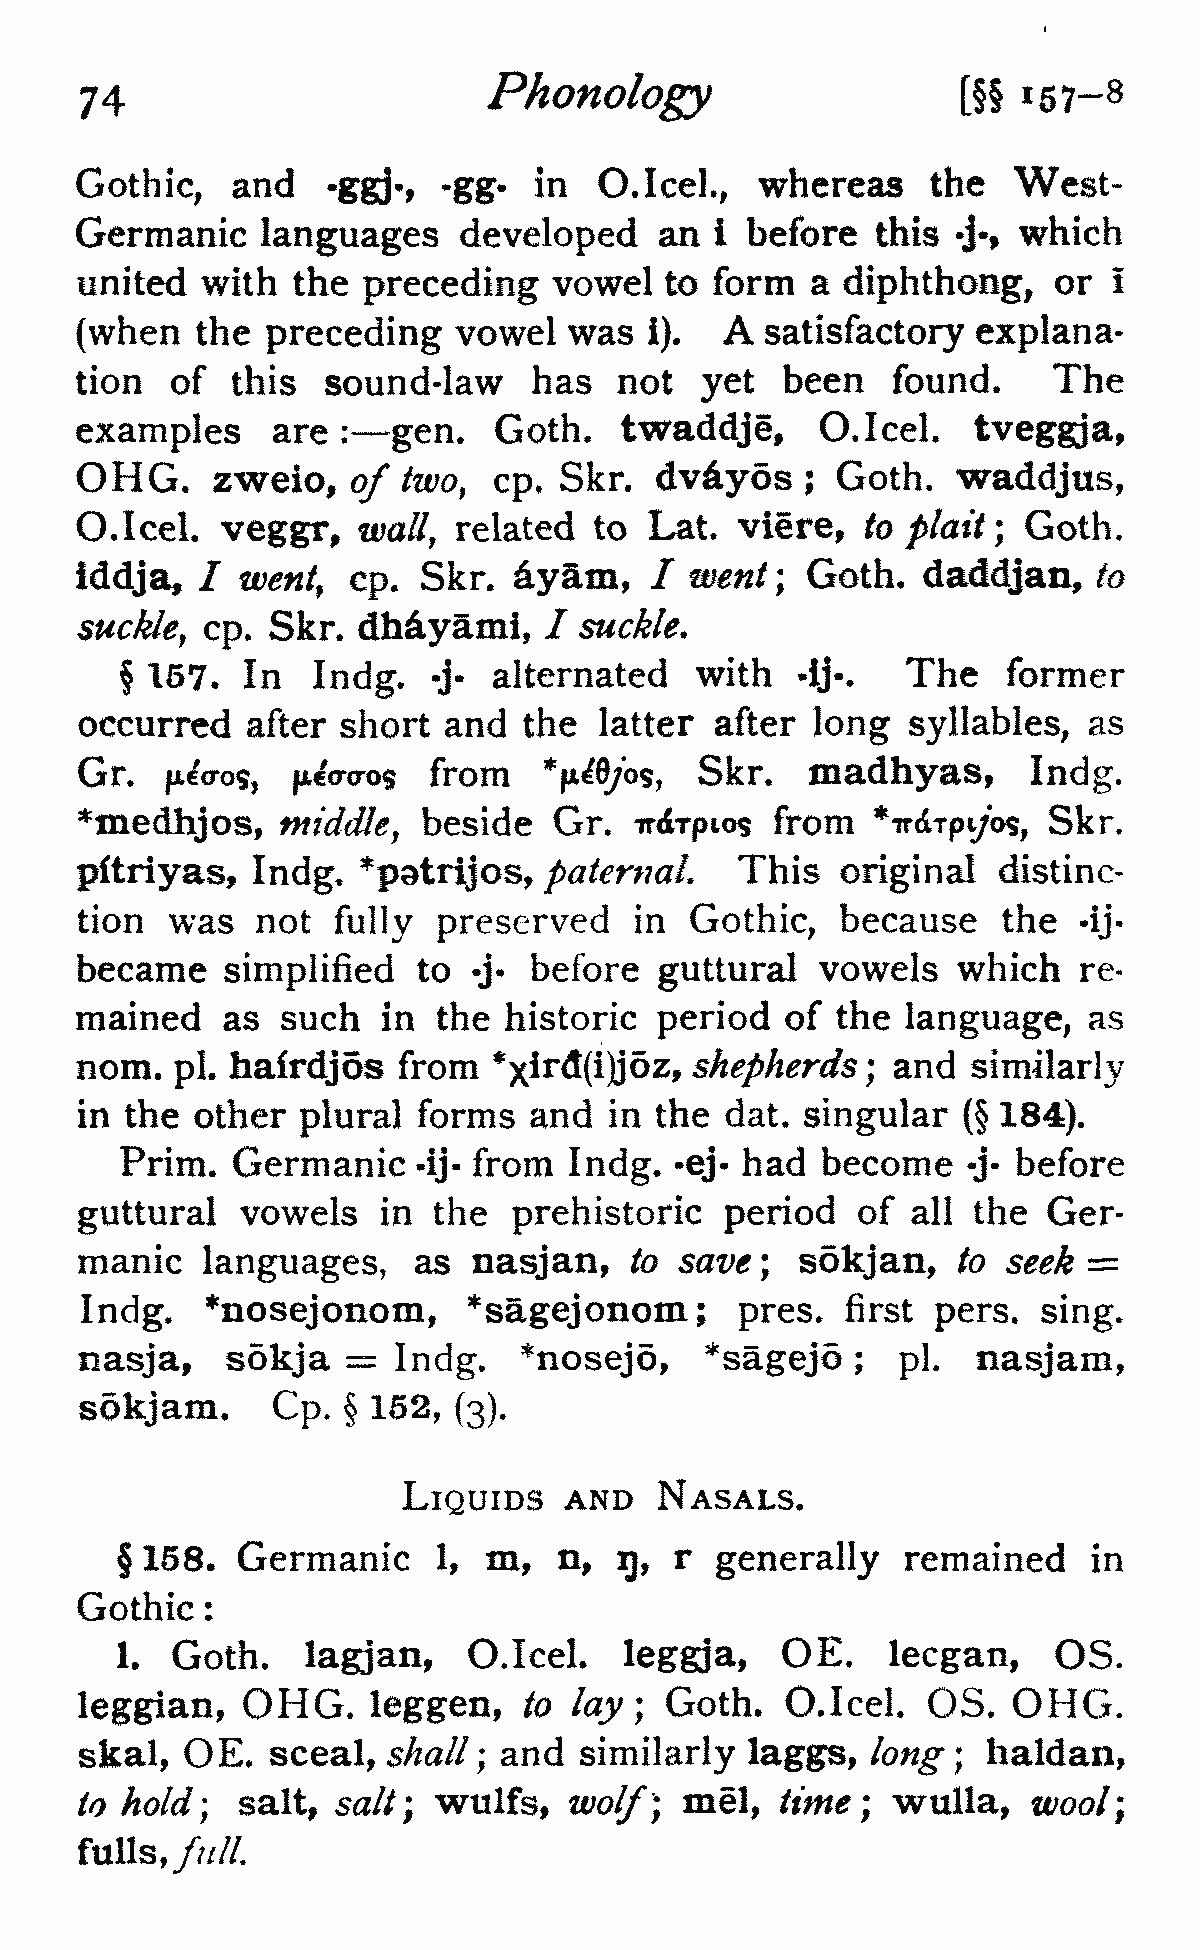 74 Phonology [§§ 157–8
Gothic, and -ggj-, -gg- in O.Icel., whereas the West-
Germanic languages developed an i before this -j-, which
united with the preceding vowel to form a diphthong, or ī
(when the preceding vowel was i). A satisfactory explana-
tion of this sound-law has not yet been found. The
examples are :—gen. Goth. twaddjē, O.Icel. tveggja,
OHG. zweio, of two, cp. Skr. dváyōs ; Goth. waddjus,
O.Icel. veggr, wall, related to Lat. viēre, to plait ; Goth.
iddja, I went, cp. Skr. áyām, I went ; Goth. daddjan, to
suckle, cp. Skr. dháyāmi, I suckle.
§ 157. In Indg. -j- alternated with -ij-. The former
occurred after short and the latter after long syllables, as
Gr. μέσος, μέσσος from *μέθjος, Skr. madhyas, Indg.
*medhjos, middle, beside Gr. πάτριος from *πάτριjος, Skr.
pítriyas, Indg. *pətrijos, paternal. This original distinc-
tion was not fully preserved in Gothic, because the -ij-
became simplified to -j- before guttural vowels which re-
mained as such in the historic period of the language, as
nom. pl. haírdjōs from *χirđ(i)jōz, shepherds ; and similarly
in the other plural forms and in the dat. singular (§ 184).
Prim. Germanic -ij- from Indg. -ej- had become -j- before
guttural vowels in the prehistoric period of all the Ger-
manic languages, as nasjan, to save ; sōkjan, to seek =
Indg. *nosejonom, *sāgejonom ; pres. first pers. sing.
nasja, sōkja = Indg. *nosejō, *sāgejō ; pl. nasjam,
sōkjam. Cp. § 152, (3).
Liquids and Nasals.
§ 158. Germanic l, m, n, ŋ, r generally remained in
Gothic :
1. Goth. lagjan, O.Icel. leggja, OE. lecgan, OS.
leggian, OHG. leggen, to lay ; Goth. O.Icel. OS. OHG.
skal, OE. sceal, shall ; and similarly laggs, long ; haldan,
to hold ; salt, salt ; wulfs, wolf ; mēl, time ; wulla, wool ;
fulls, full.